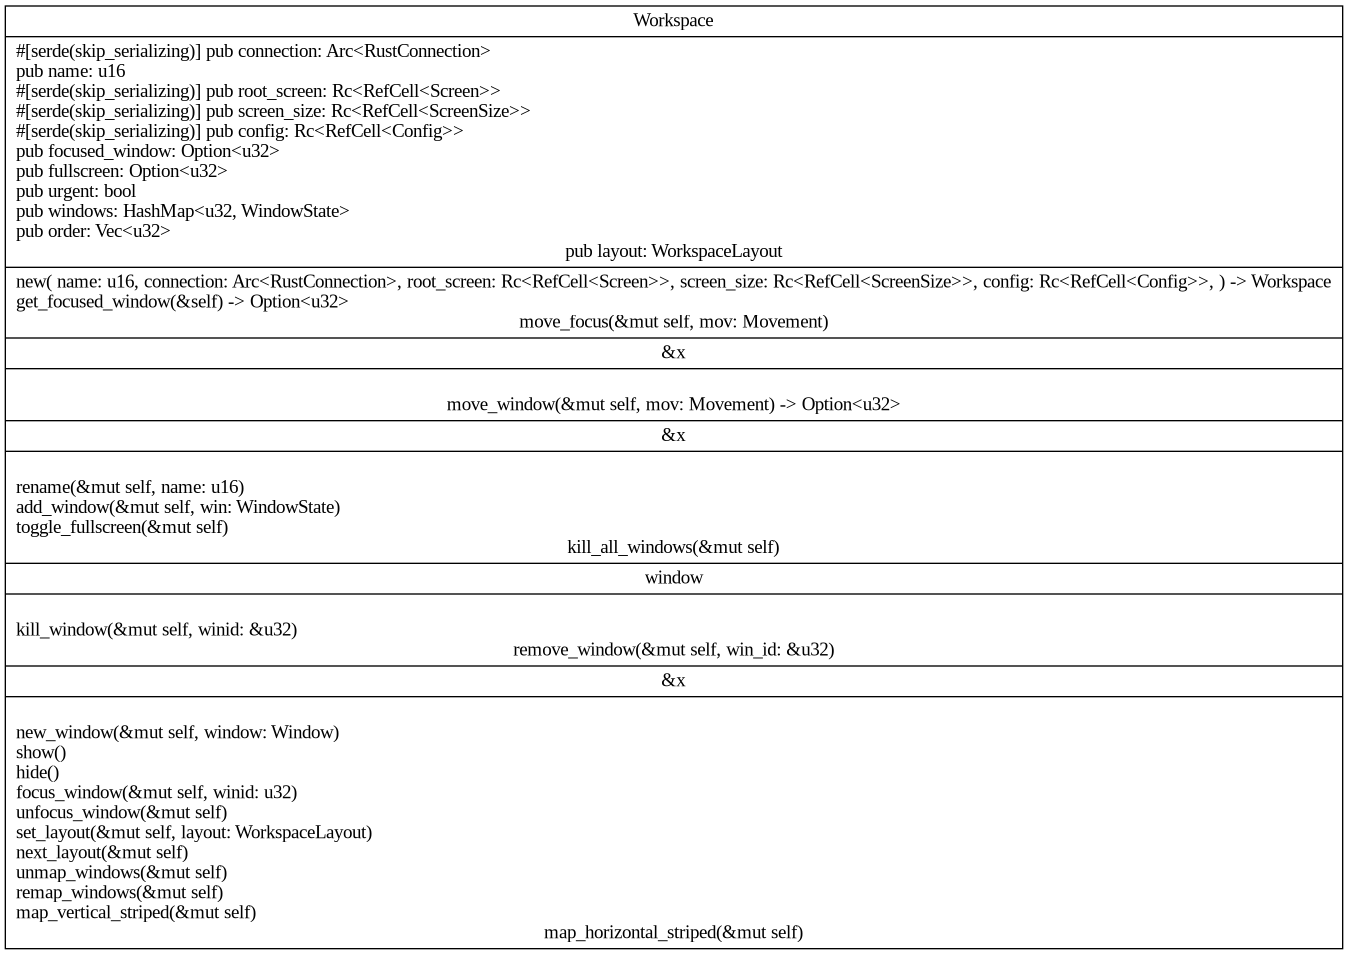 Workspace
#[serde(skip_serializing)] pub connection: Arc<RustConnection>
pub name: u16
#[serde(skip_serializing)] pub root_screen: Rc<RefCell<Screen>>
#[serde(skip_serializing)] pub screen_size: Rc<RefCell<ScreenSize>>
#[serde(skip_serializing)] pub config: Rc<RefCell<Config>>
pub focused_window: Option<u32>
pub fullscreen: Option<u32>
pub urgent: bool
pub windows: HashMap<u32, WindowState>
pub order: Vec<u32>
pub layout: WorkspaceLayout
new( name: u16, connection: Arc<RustConnection>, root_screen: Rc<RefCell<Screen>>, screen_size: Rc<RefCell<ScreenSize>>, config: Rc<RefCell<Config>>, ) -> Workspace
get_focused_window(&self) -> Option<u32>
move_focus(&mut self, mov: Movement)
&x
move_window(&mut self, mov: Movement) -> Option<u32>
&x
rename(&mut self, name: u16)
add_window(&mut self, win: WindowState)
toggle_fullscreen(&mut self)
kill_all_windows(&mut self)
window
kill_window(&mut self, winid: &u32)
remove_window(&mut self, win_id: &u32)
&x
new_window(&mut self, window: Window)
show()
hide()
focus_window(&mut self, winid: u32)
unfocus_window(&mut self)
set_layout(&mut self, layout: WorkspaceLayout)
next_layout(&mut self)
unmap_windows(&mut self)
remap_windows(&mut self)
map_vertical_striped(&mut self)
map_horizontal_striped(&mut self)